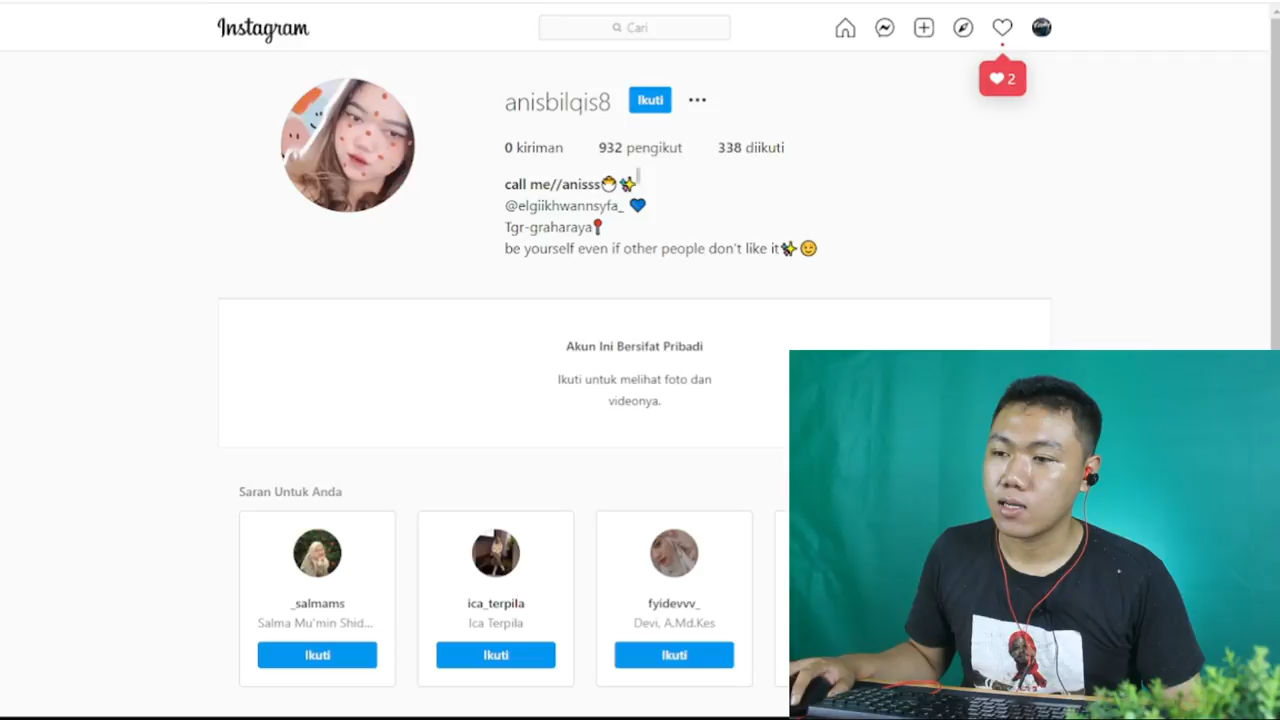 Instagram
Cari
2
anisbilqis8
Ikuti
0 kiriman 932 pengikut 338 diikuti
call me//anisss🐣✨
@elgiikhwannsyfa_ 💙
Tgr-graharaya📍
be yourself even if other people don't like it✨😉
Akun Ini Bersifat Pribadi
Ikuti untuk melihat foto dan
videonya.
Saran Untuk Anda
_salmams
Salma Mu'min Shid...
Ikuti
ica_terpila
Ica Terpila
Ikuti
fyidevvv_
Devi, A.Md.Kes
Ikuti